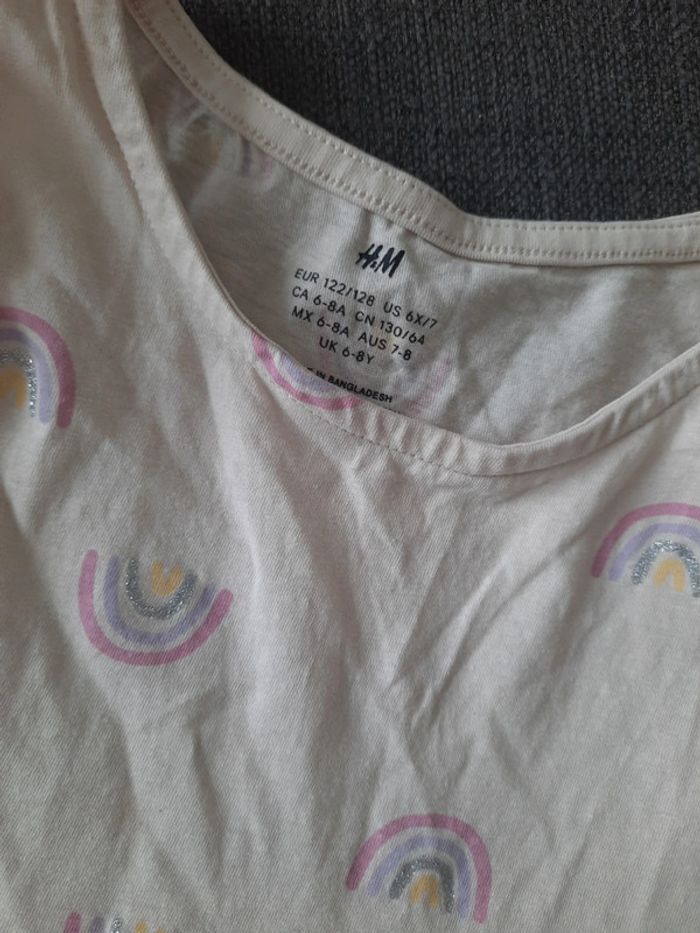 H&M
EUR 122/128 US 6X/7
CA 6-8A CN 130/64
MX 6-8A AUS 7-8
UK 6-8Y
IN BANGLADESH